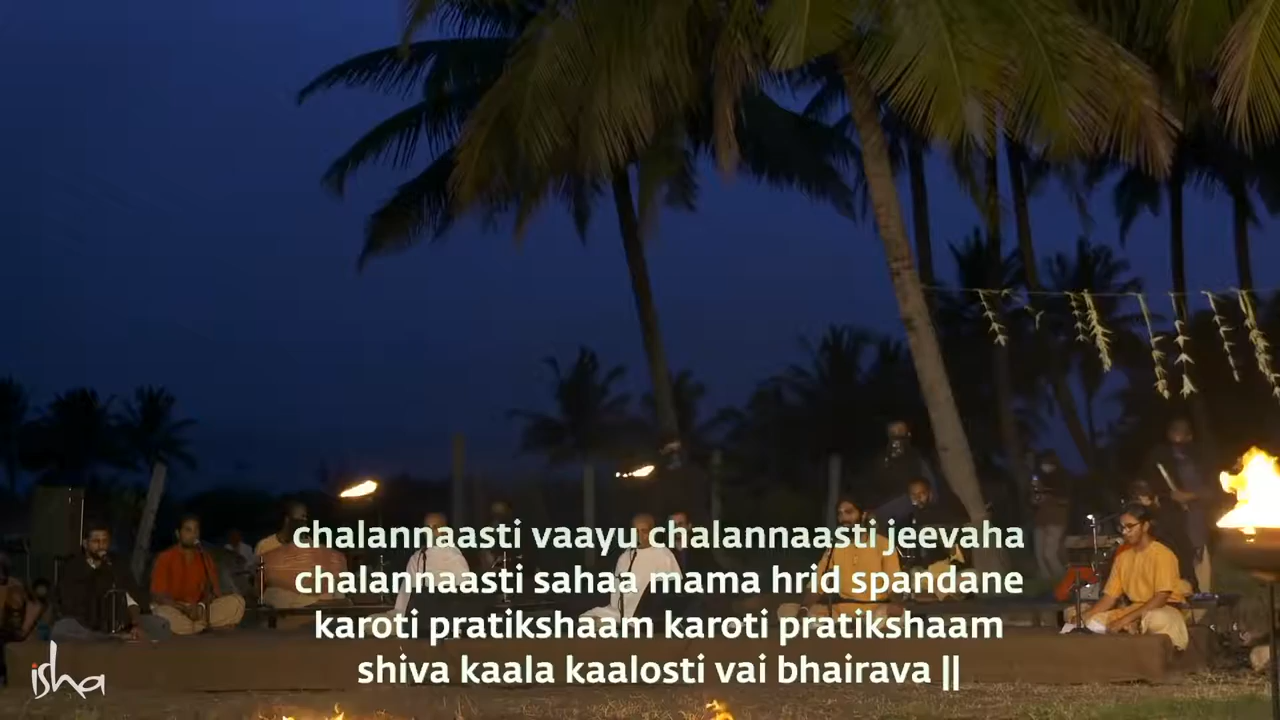 chalannaasti vaayu chalannaasti jeevaha
chalannaasti sahaa mama hrid spandane
karoti pratikshaam karoti pratikshaam
shiva kaala kaalosti vai bhairava ||
isha